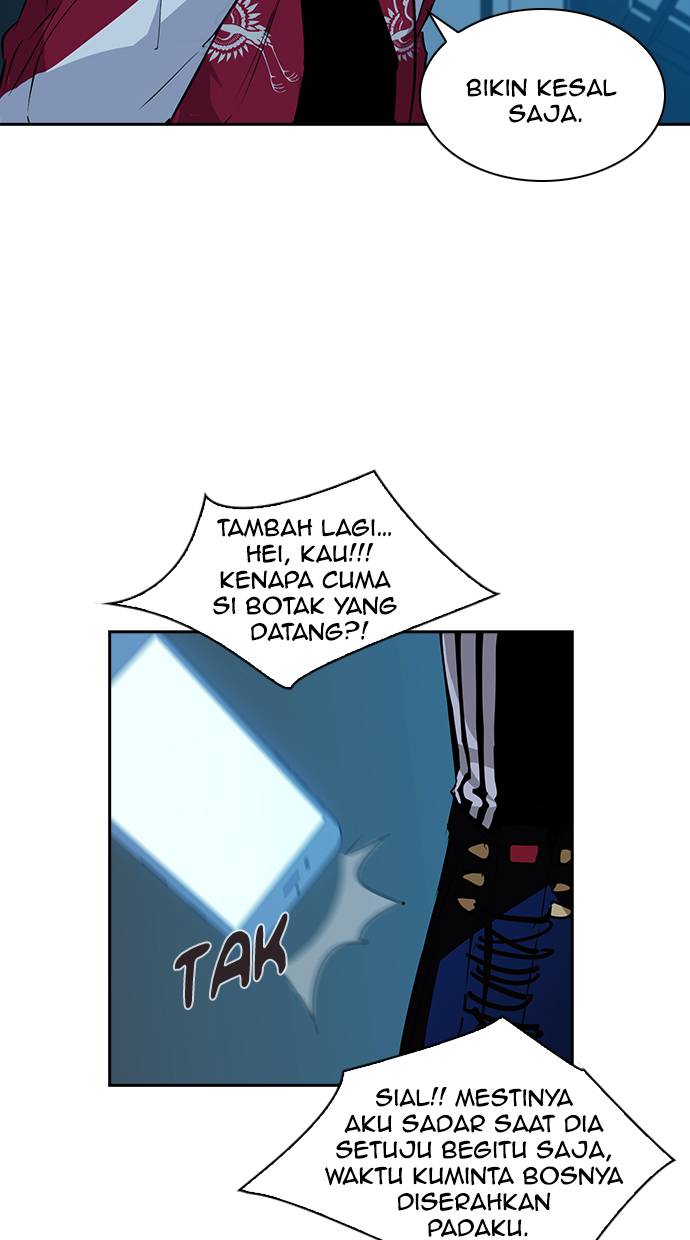 BIKIN KESAL
SAJA.
TAMBAH LAGI...
HEI, KAU!!!
KENAPA CUMA
SI BOTAK YANG
DATANG?!
TAK
SIAL!! MESTINYA
AKU SADAR SAAT DIA
SETUJU BEGITU SAJA,
WAKTU KUMINTA BOSNYA
DISERAHKAN
PADAKU.